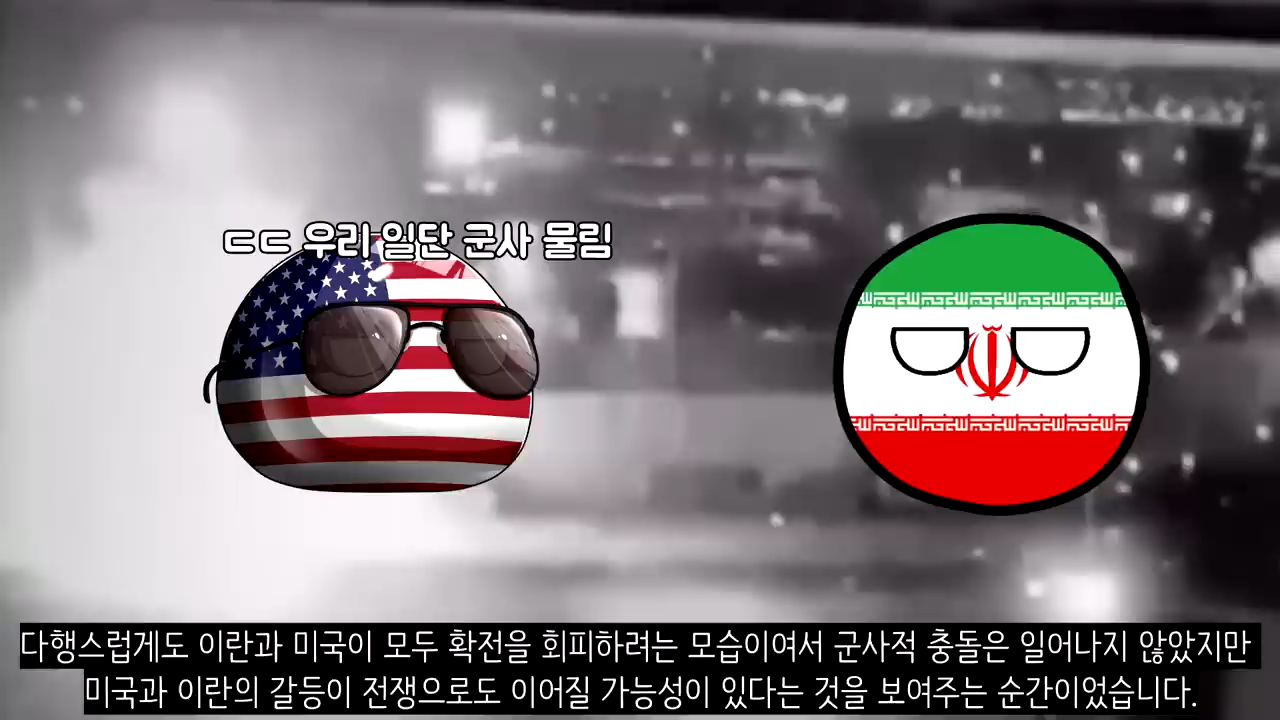 ㄷㄷ 우리 일단 군사 물림
다행스럽게도 이란과 미국이 모두 확전을 회피하려는 모습이여서 군사적 충돌은 일어나지 않았지만
미국과 이란의 갈등이 전쟁으로도 이어질 가능성이 있다는 것을 보여주는 순간이었습니다.